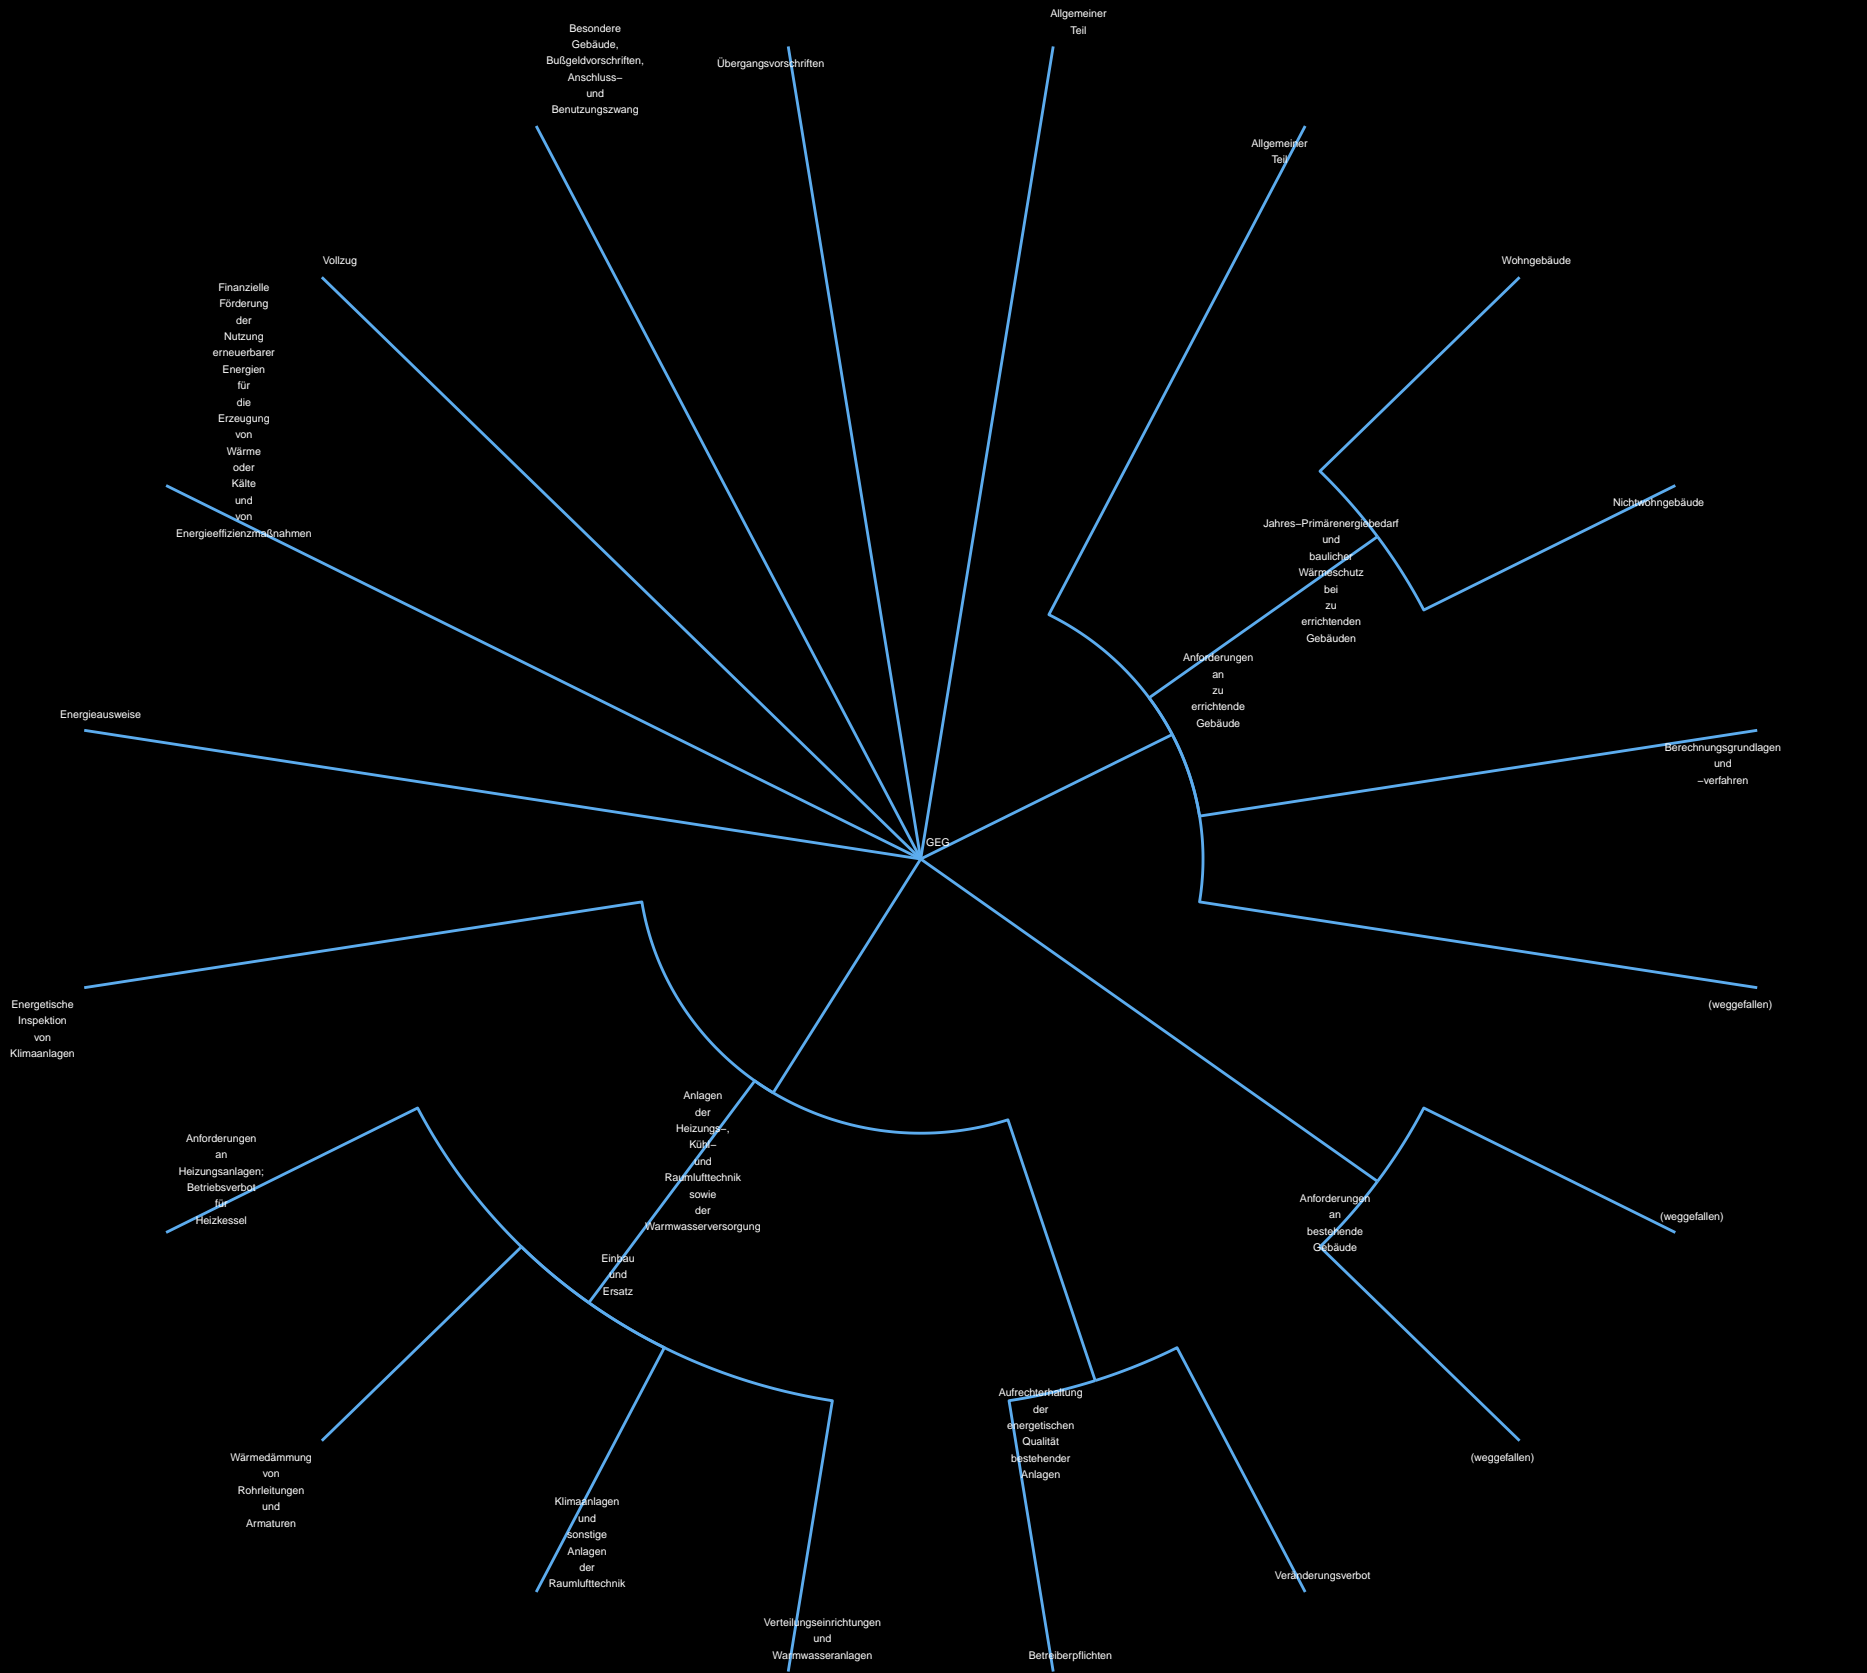 Allgemeiner
Teil
Besondere
Gebäude,
Bußgeldvorschriften,
Anschluss–
und
Benutzungszwang
Übergangsvorschriften
Allgemeiner
Teil
Vollzug
Wohngebäude
Finanzielle
Förderung
der
Nutzung
erneuerbarer
Energien
für
die
Erzeugung
von
Wärme
oder
Kälte
und
von
Energieeffizienzmaßnahmen
Nichtwohngebäude
Jahres–Primärenergiebedarf
und
baulicher
Wärmeschutz
bei
zu
errichtenden
Gebäuden
Anforderungen
an
zu
errichtende
Gebäude
Energieausweise
Berechnungsgrundlagen
und
–verfahren
GEG
Energetische
Inspektion
von
Klimaanlagen
(weggefallen)
Anlagen
der
Heizungs–,
Kühl–
und
Raumlufttechnik
sowie
der
Warmwasserversorgung
Anforderungen
an
Heizungsanlagen;
Betriebsverbot
für
Heizkessel
Anforderungen
an
bestehende
Gebäude
(weggefallen)
Einbau
und
Ersatz
Aufrechterhaltung
der
energetischen
Qualität
bestehender
Anlagen
Wärmedämmung
von
Rohrleitungen
und
Armaturen
(weggefallen)
Klimaanlagen
und
sonstige
Anlagen
der
Raumlufttechnik
Veränderungsverbot
Verteilungseinrichtungen
und
Warmwasseranlagen
Betreiberpflichten